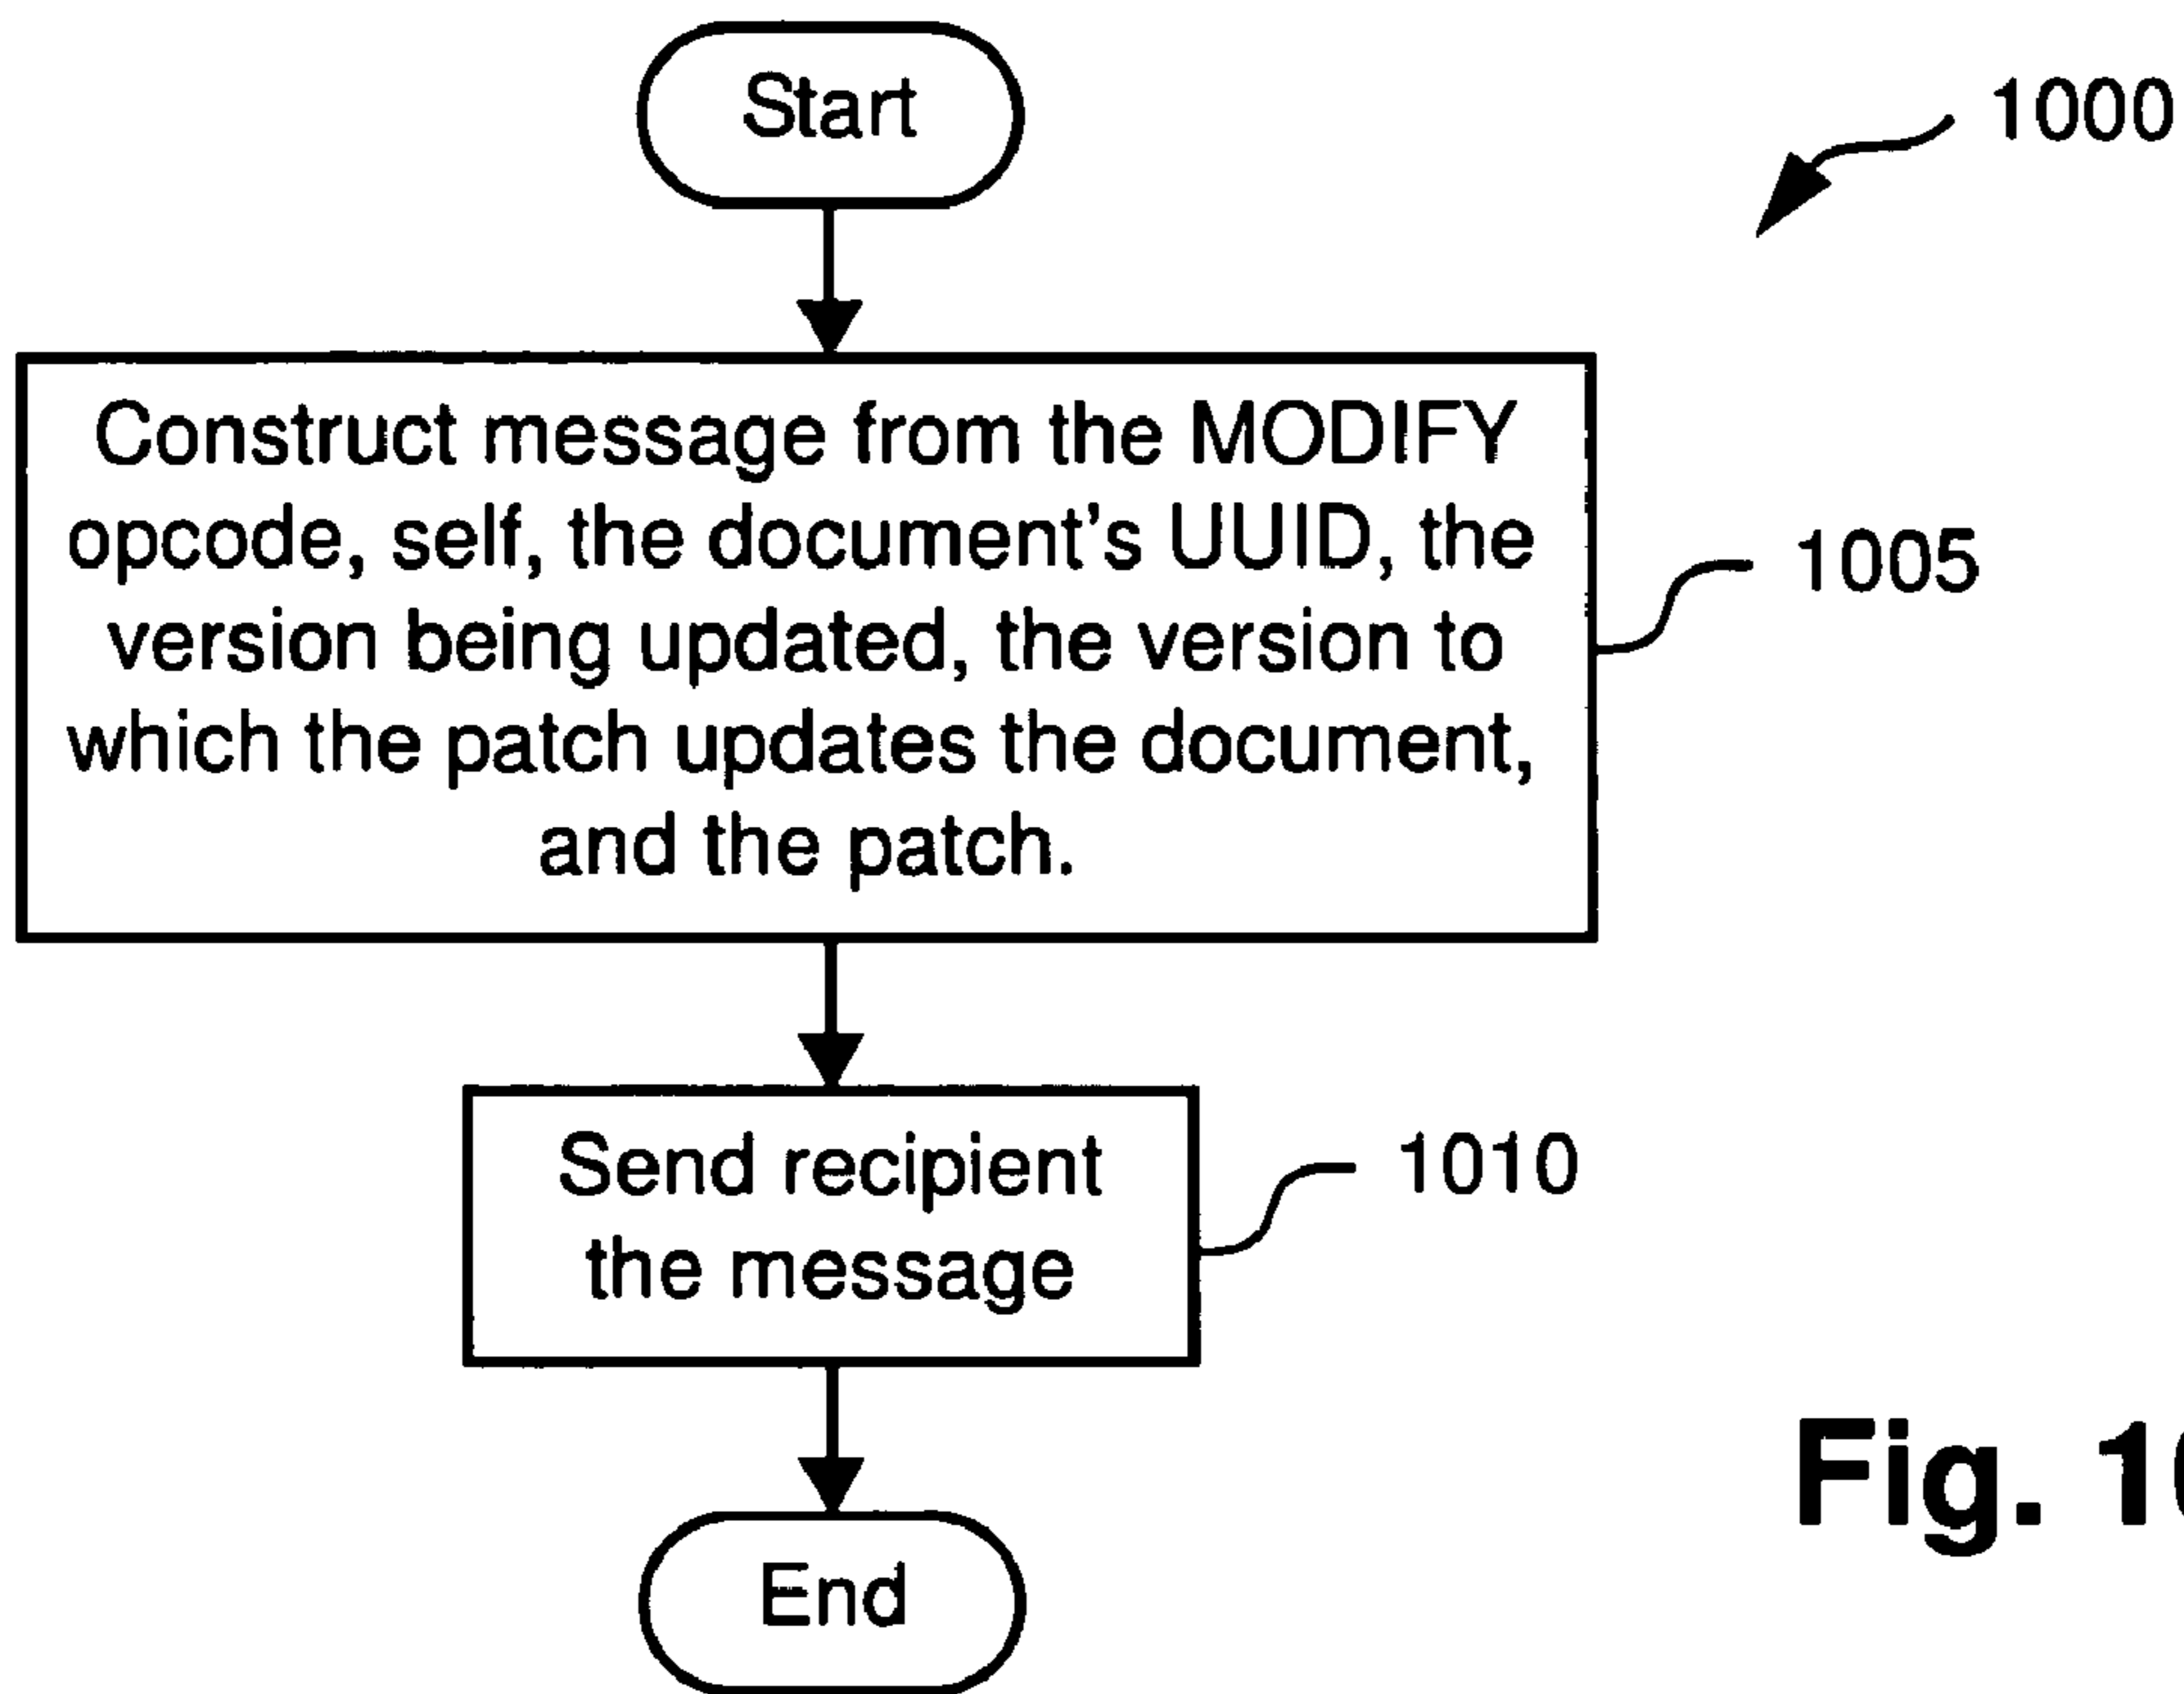 Start
1000
Construct message from the MODIFY
opcode, self, the document's UUID, the
version being updated, the version to
which the patch updates the document,
and the patch.
1005
Send recipient
the message
1010
End
Fig.